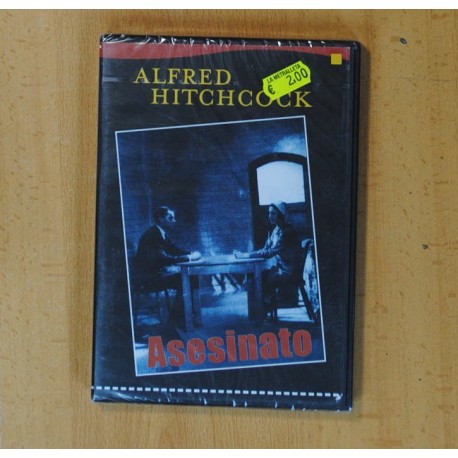 ALFRED
HITCHCOCK
LA METRALLETA
€ 2.00
Asesinato